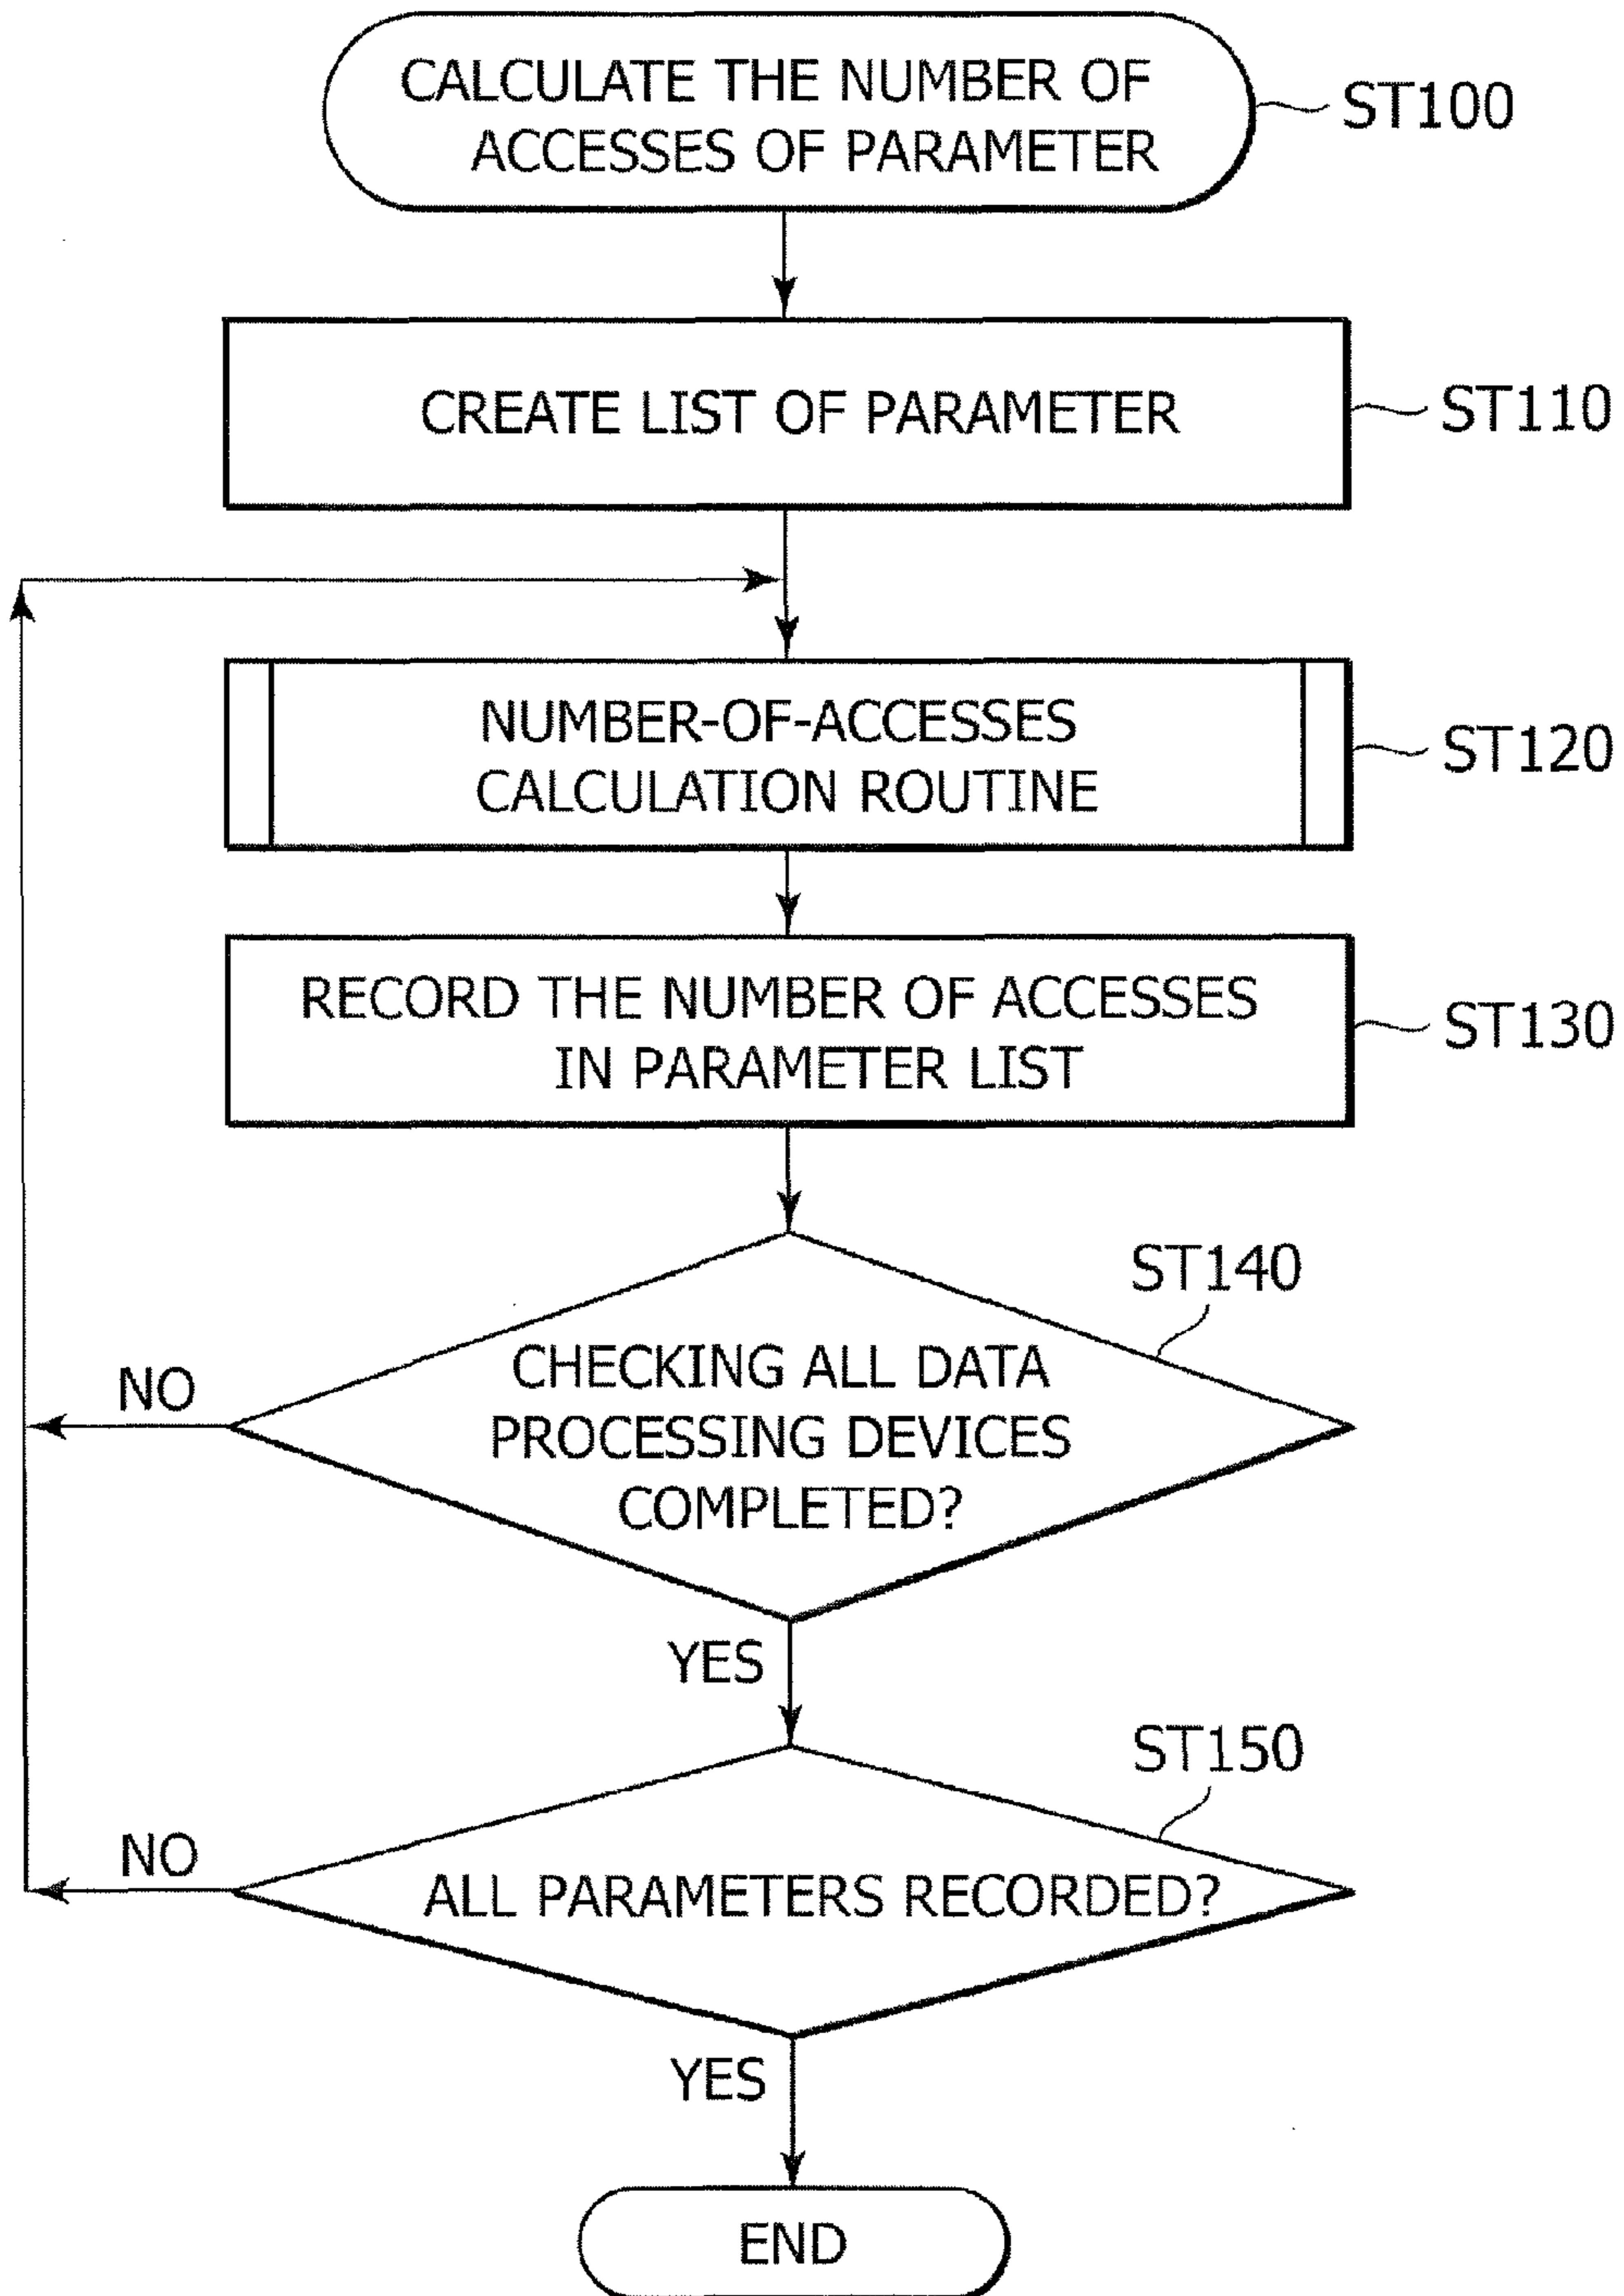 CALCULATE THE NUMBER OF
ACCESSES OF PARAMETER
ST100
CREATE LIST OF PARAMETER
ST110
NUMBER-OF-ACCESSES
CALCULATION ROUTINE
ST120
RECORD THE NUMBER OF ACCESSES
IN PARAMETER LIST
ST130
ST140
CHECKING ALL DATA
PROCESSING DEVICES
COMPLETED?
NO
YES
ST150
ALL PARAMETERS RECORDED?
NO
YES
END